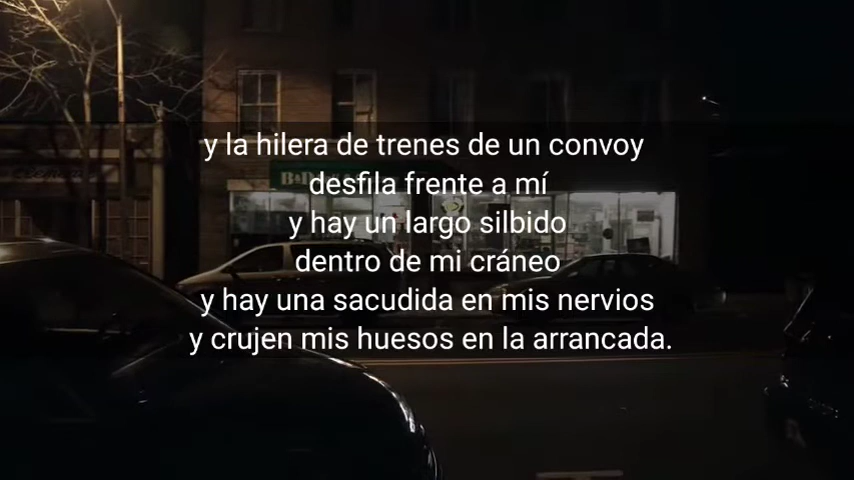 y la hilera de trenes de un convoy
desfila frente a mí
y hay un largo silbido
dentro de mi cráneo
y hay una sacudida en mis nervios
y crujen mis huesos en la arrancada.